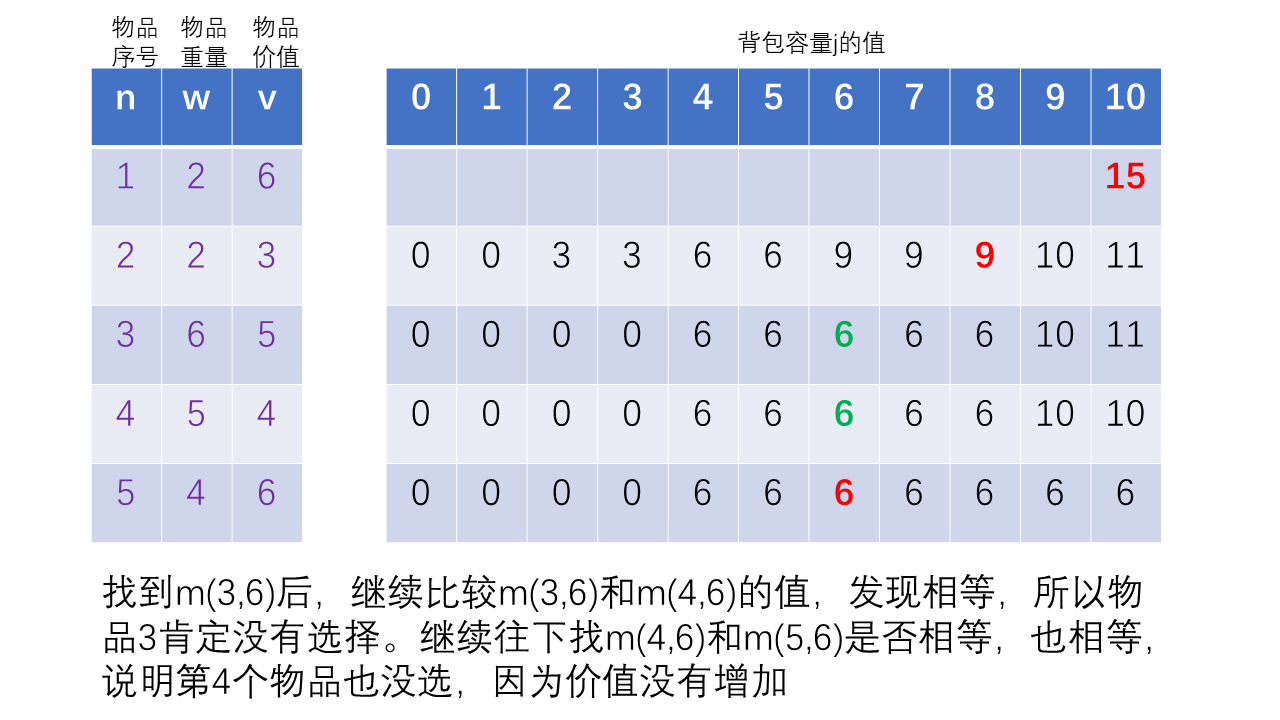 物品 物品 物品 背包容量j的值
序号 重量 价值
n w v 0 1 2 3 4 5 6 7 8 9 10
1 2 6 15
2 2 3 0 0 3 3 6 6 9 9 9 10 11
3 6 5 0 0 0 0 6 6 6 6 6 10 11
4 5 4 0 0 0 0 6 6 6 6 6 10 10
5 4 6 0 0 0 0 6 6 6 6 6 6 6
找到m(3,6)后，继续比较m(3,6)和m(4,6)的值，发现相等，所以物
品3肯定没有选择。继续往下找m(4,6)和m(5,6)是否相等，也相等，
说明第4个物品也没选，因为价值没有增加